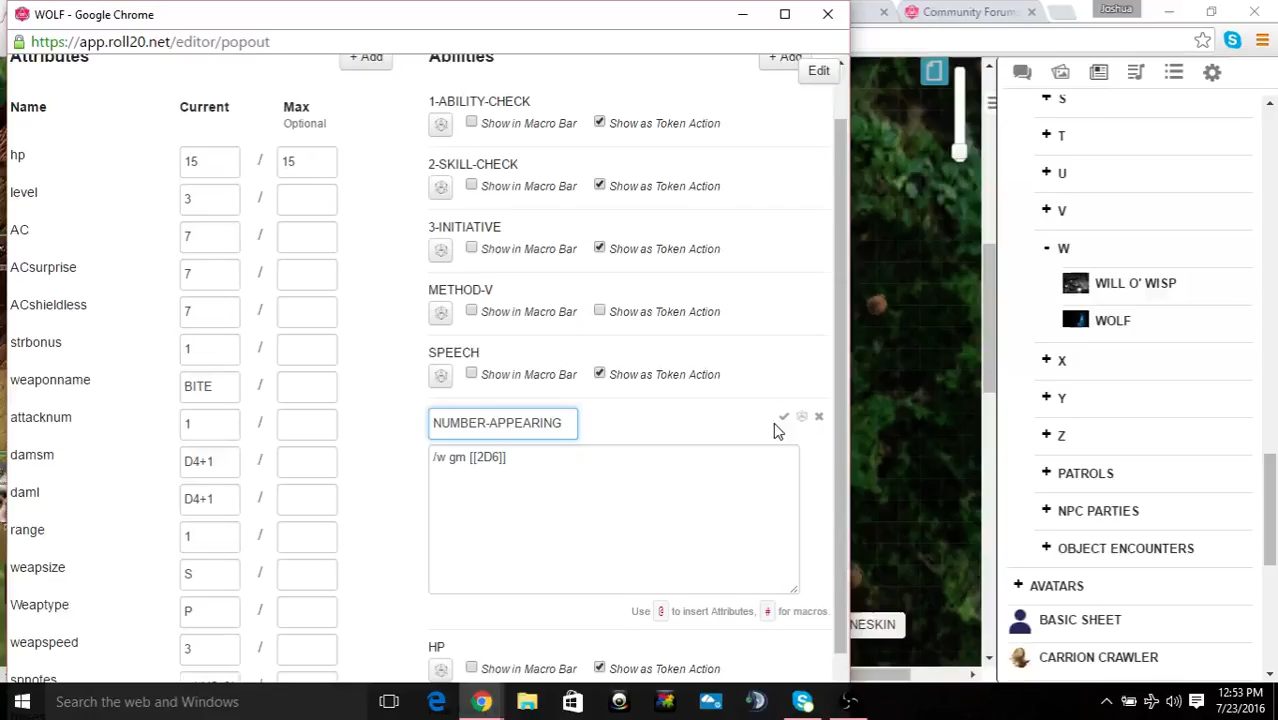 WOLF - Google Chrome
Community Forum
Joshua
https://app.roll20.net/editor/popout
Attributes
+ Add
Abilities
+ Add
Edit
Name
Current
Max
Optional
hp
15
/
15
level
3
/
AC
7
/
ACsurprise
7
/
ACshieldless
7
/
strbonus
1
/
weaponname
BITE
/
attacknum
1
/
damsm
D4+1
/
daml
D4+1
/
range
1
/
weapsize
S
/
Weaptype
P
/
weapspeed
3
/
spnotes
/
1-ABILITY-CHECK
Show in Macro Bar
Show as Token Action
2-SKILL-CHECK
Show in Macro Bar
Show as Token Action
3-INITIATIVE
Show in Macro Bar
Show as Token Action
METHOD-V
Show in Macro Bar
Show as Token Action
SPEECH
Show in Macro Bar
Show as Token Action
NUMBER-APPEARING
/w gm [[2D6]]
Use @ to insert Attributes, # for macros.
HP
Show in Macro Bar
Show as Token Action
NESKIN
+ S
+ T
+ U
+ V
- W
WILL O' WISP
WOLF
+ X
+ Y
+ Z
+ PATROLS
+ NPC PARTIES
+ OBJECT ENCOUNTERS
+ AVATARS
BASIC SHEET
CARRION CRAWLER
Search the web and Windows
12:53 PM
7/23/2016